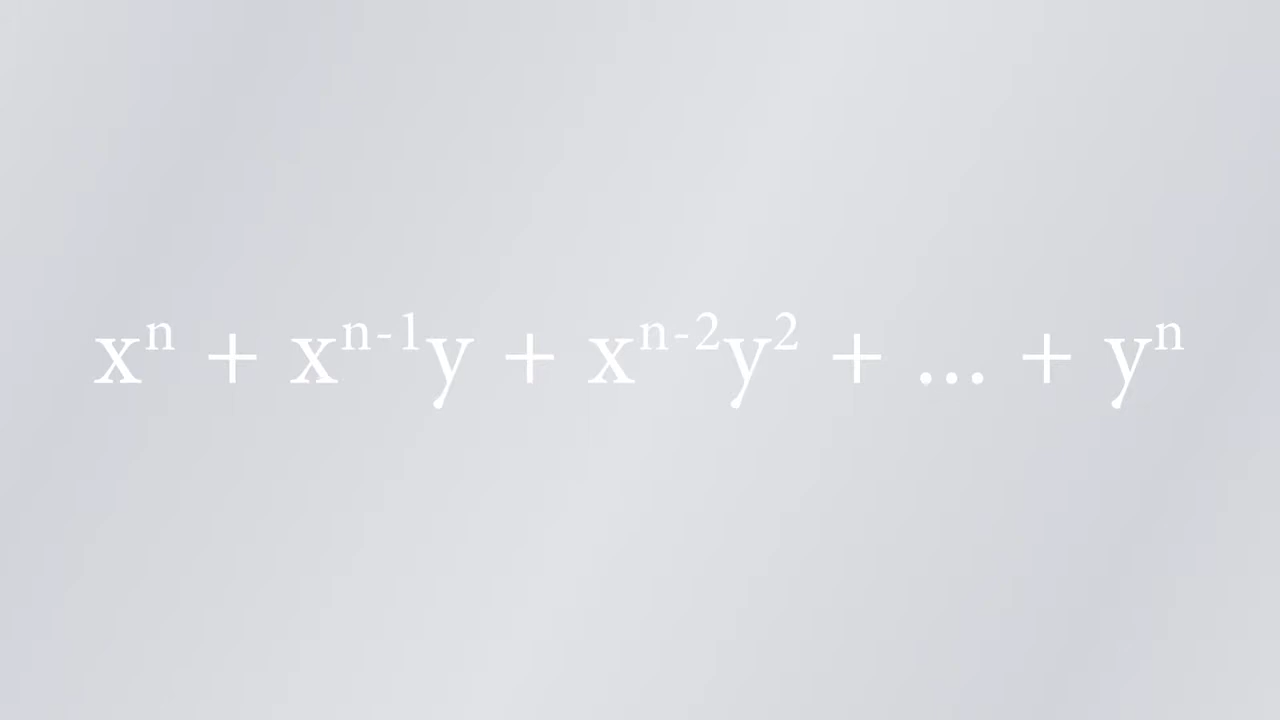 xⁿ + xⁿ⁻¹y + xⁿ⁻²y² + ... + yⁿ